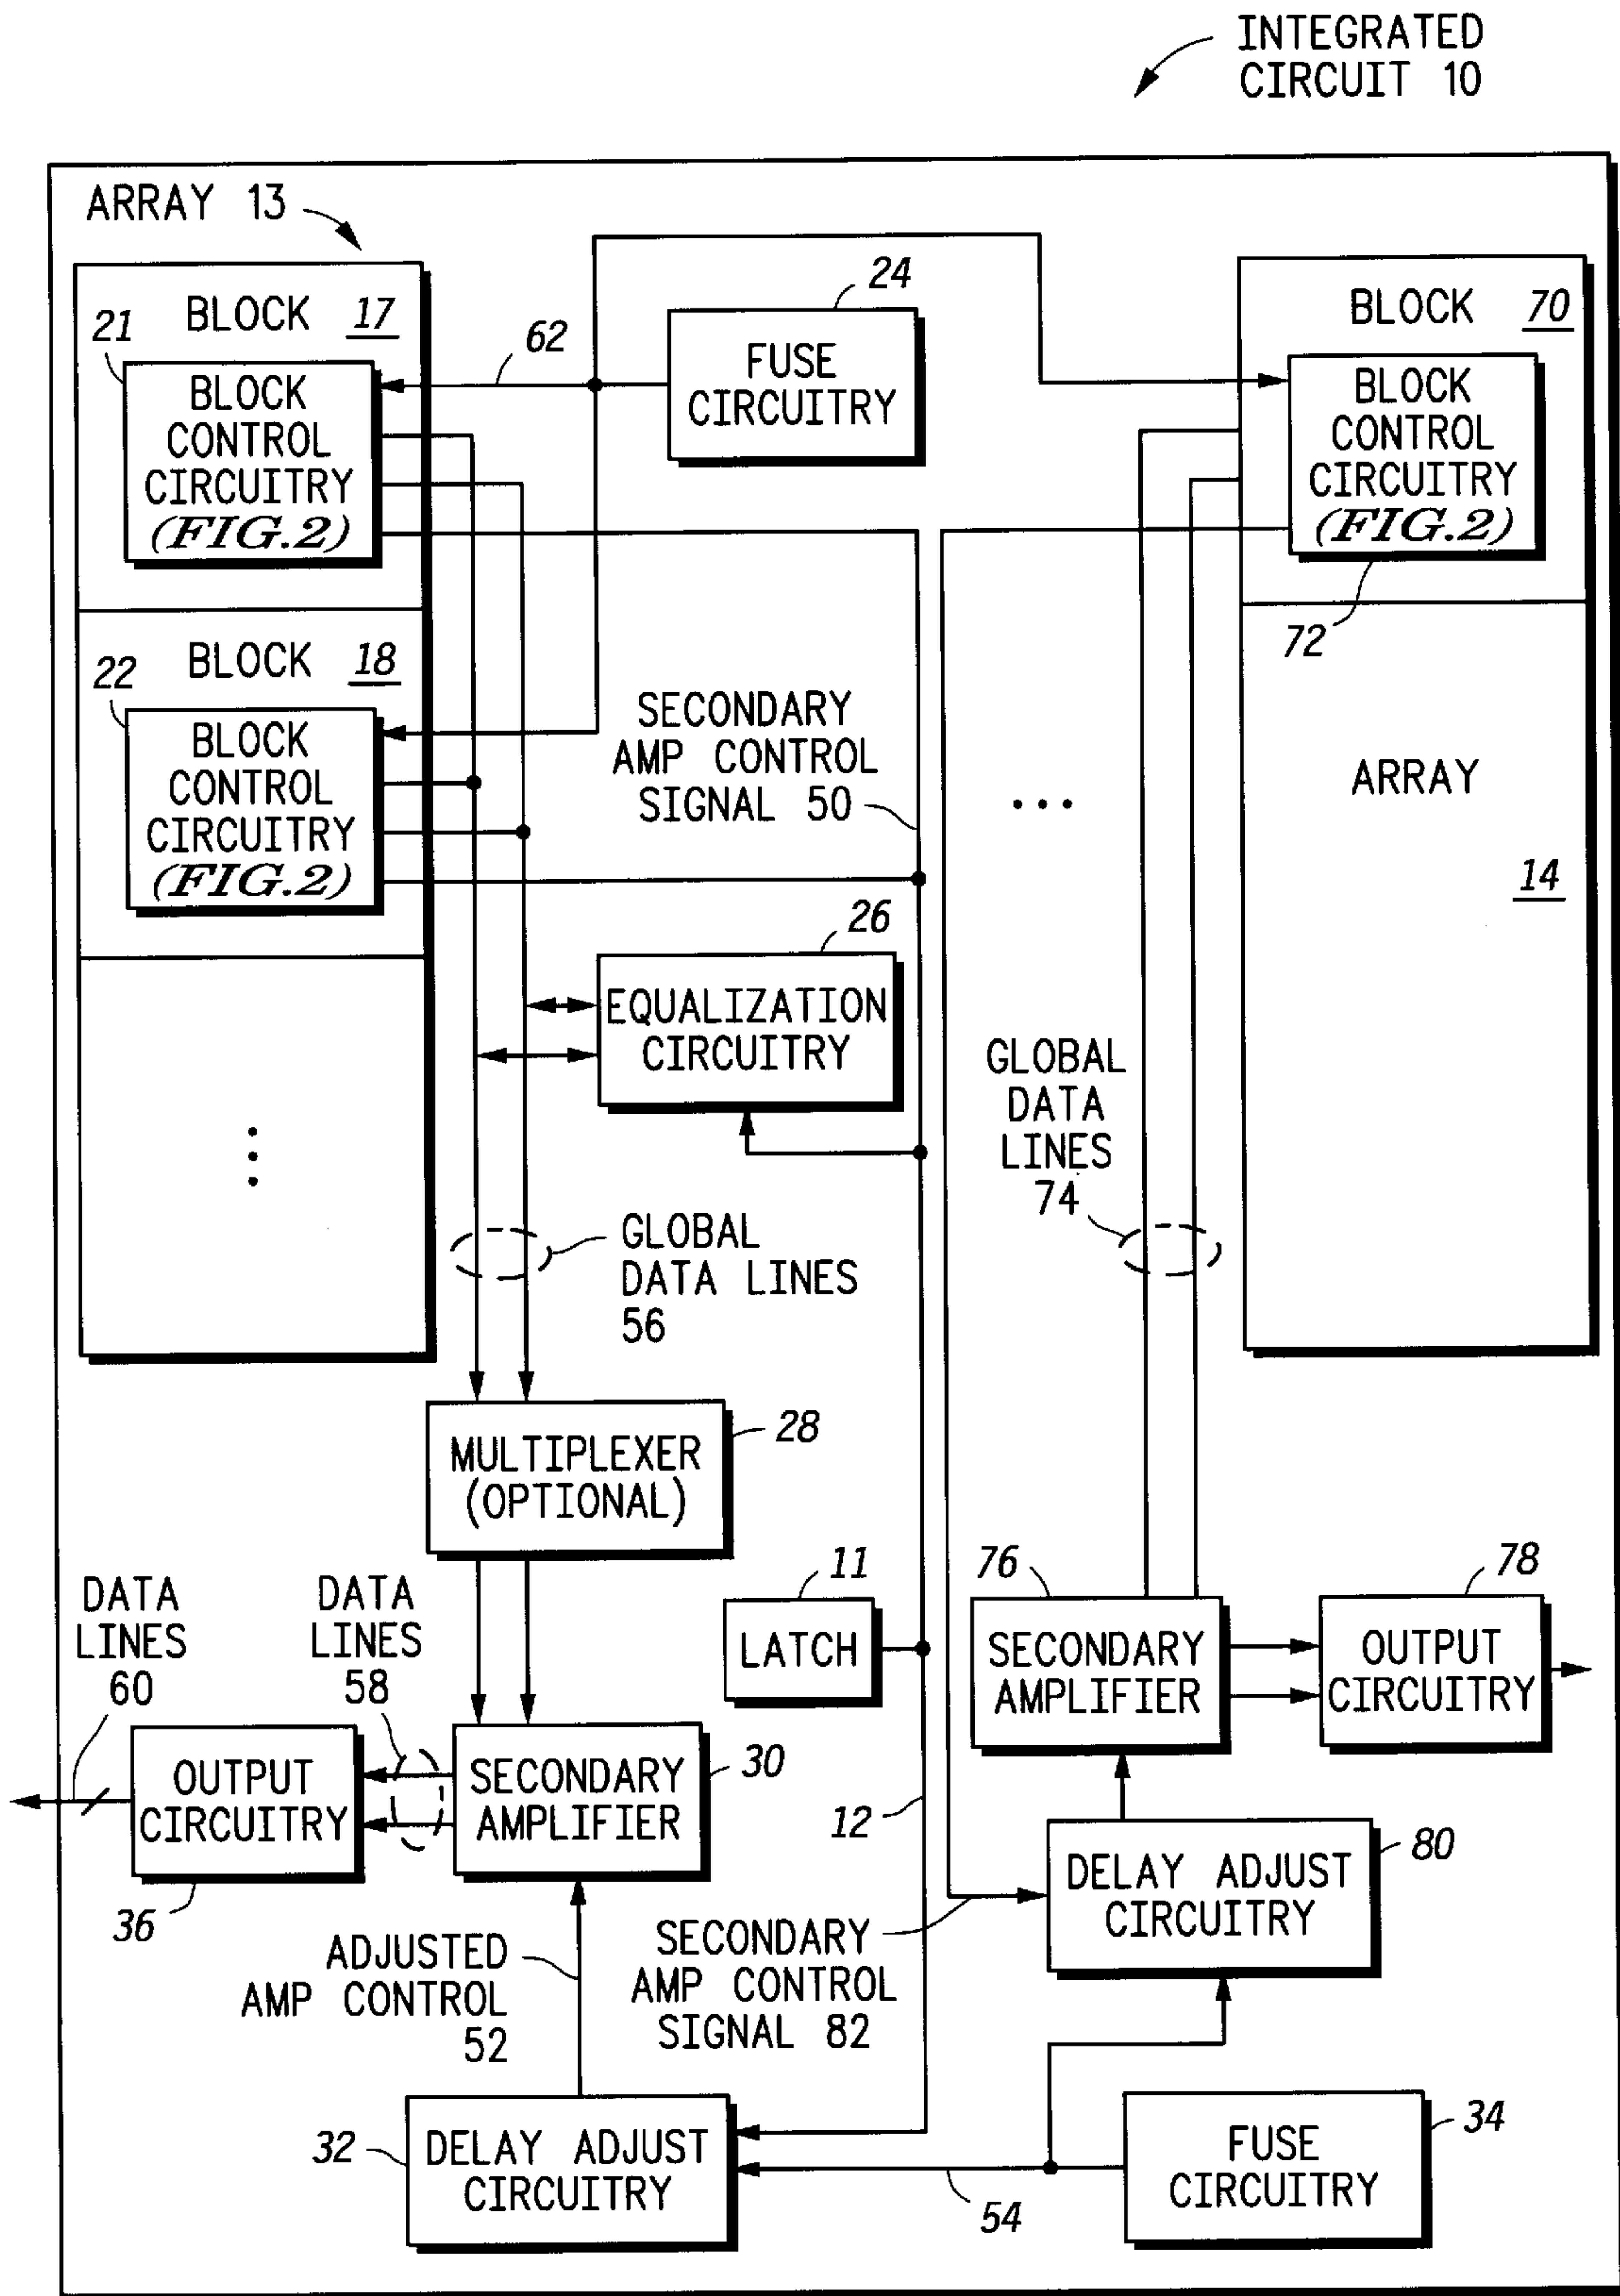 INTEGRATED
CIRCUIT 10
ARRAY 13
BLOCK 17
21
BLOCK
CONTROL
CIRCUITRY
(FIG.2)
62
24
FUSE
CIRCUITRY
BLOCK 70
BLOCK
CONTROL
CIRCUITRY
(FIG.2)
72
BLOCK 18
22
BLOCK
CONTROL
CIRCUITRY
(FIG.2)
SECONDARY
AMP CONTROL
SIGNAL 50
...
ARRAY
14
26
EQUALIZATION
CIRCUITRY
GLOBAL
DATA
LINES
74
GLOBAL
DATA LINES
56
28
MULTIPLEXER
(OPTIONAL)
11
LATCH
76
SECONDARY
AMPLIFIER
78
OUTPUT
CIRCUITRY
DATA
LINES
60
DATA
LINES
58
OUTPUT
CIRCUITRY
36
SECONDARY
AMPLIFIER
30
12
80
DELAY ADJUST
CIRCUITRY
ADJUSTED
AMP CONTROL
52
SECONDARY
AMP CONTROL
SIGNAL 82
32
DELAY ADJUST
CIRCUITRY
54
34
FUSE
CIRCUITRY